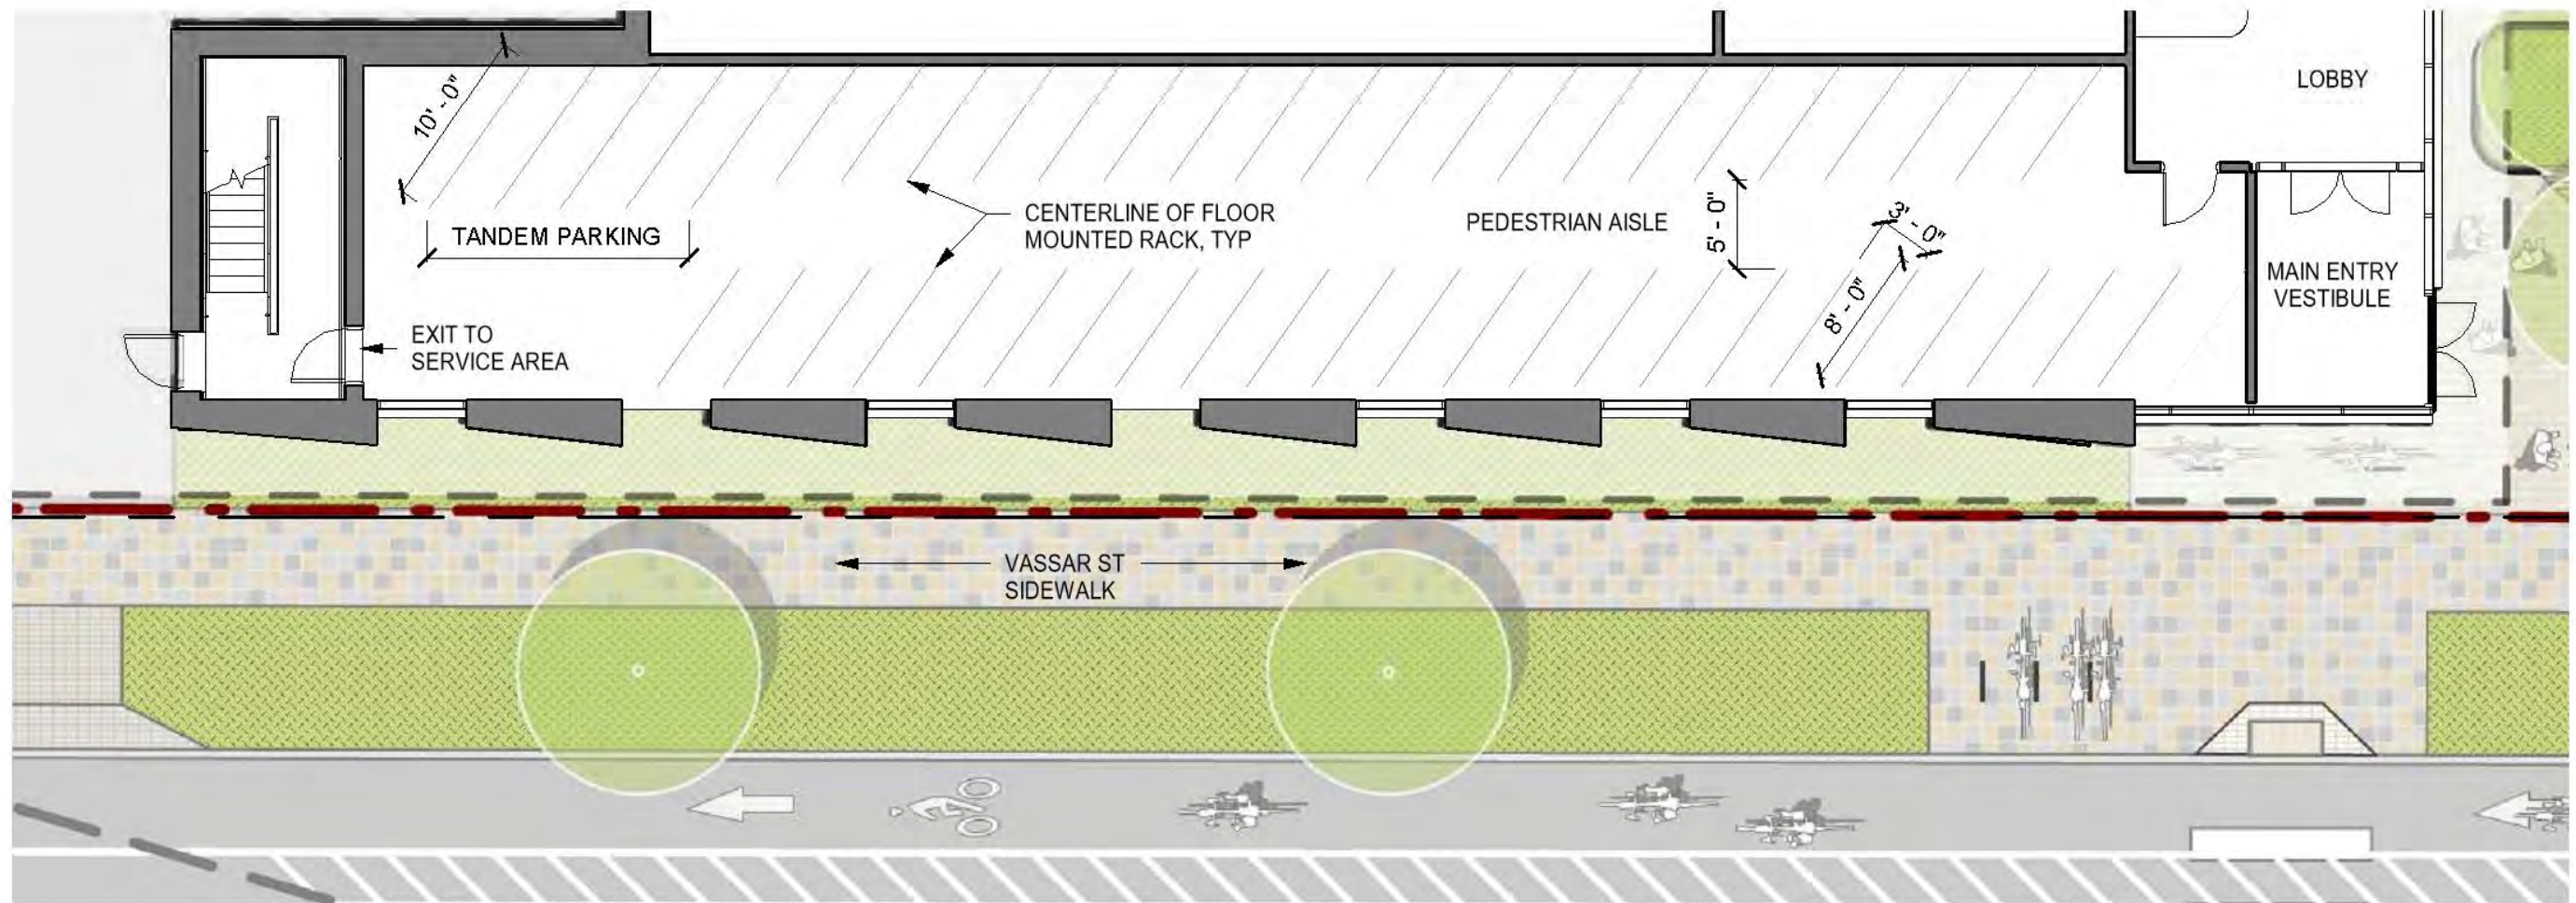 LOBBY
10' - 0"
CENTERLINE OF FLOOR
MOUNTED RACK, TYP
PEDESTRIAN AISLE
5' - 0"
3' - 0"
TANDEM PARKING
MAIN ENTRY
VESTIBULE
8' - 0"
EXIT TO
SERVICE AREA
VASSAR ST
SIDEWALK